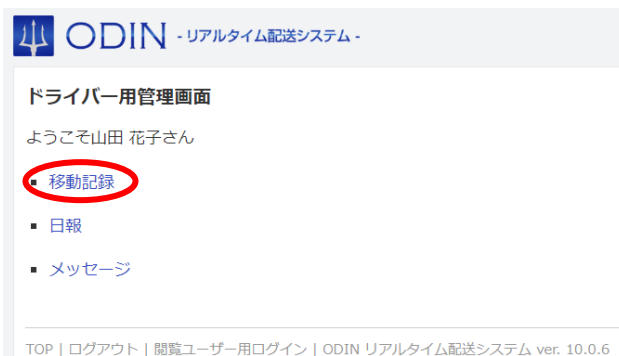 ODIN - リアルタイム配送システム -
ドライバー用管理画面
ようこそ山田 花子さん
移動記録
日報
メッセージ
TOP | ログアウト | 閲覧ユーザー用ログイン | ODIN リアルタイム配送システム ver. 10.0.6